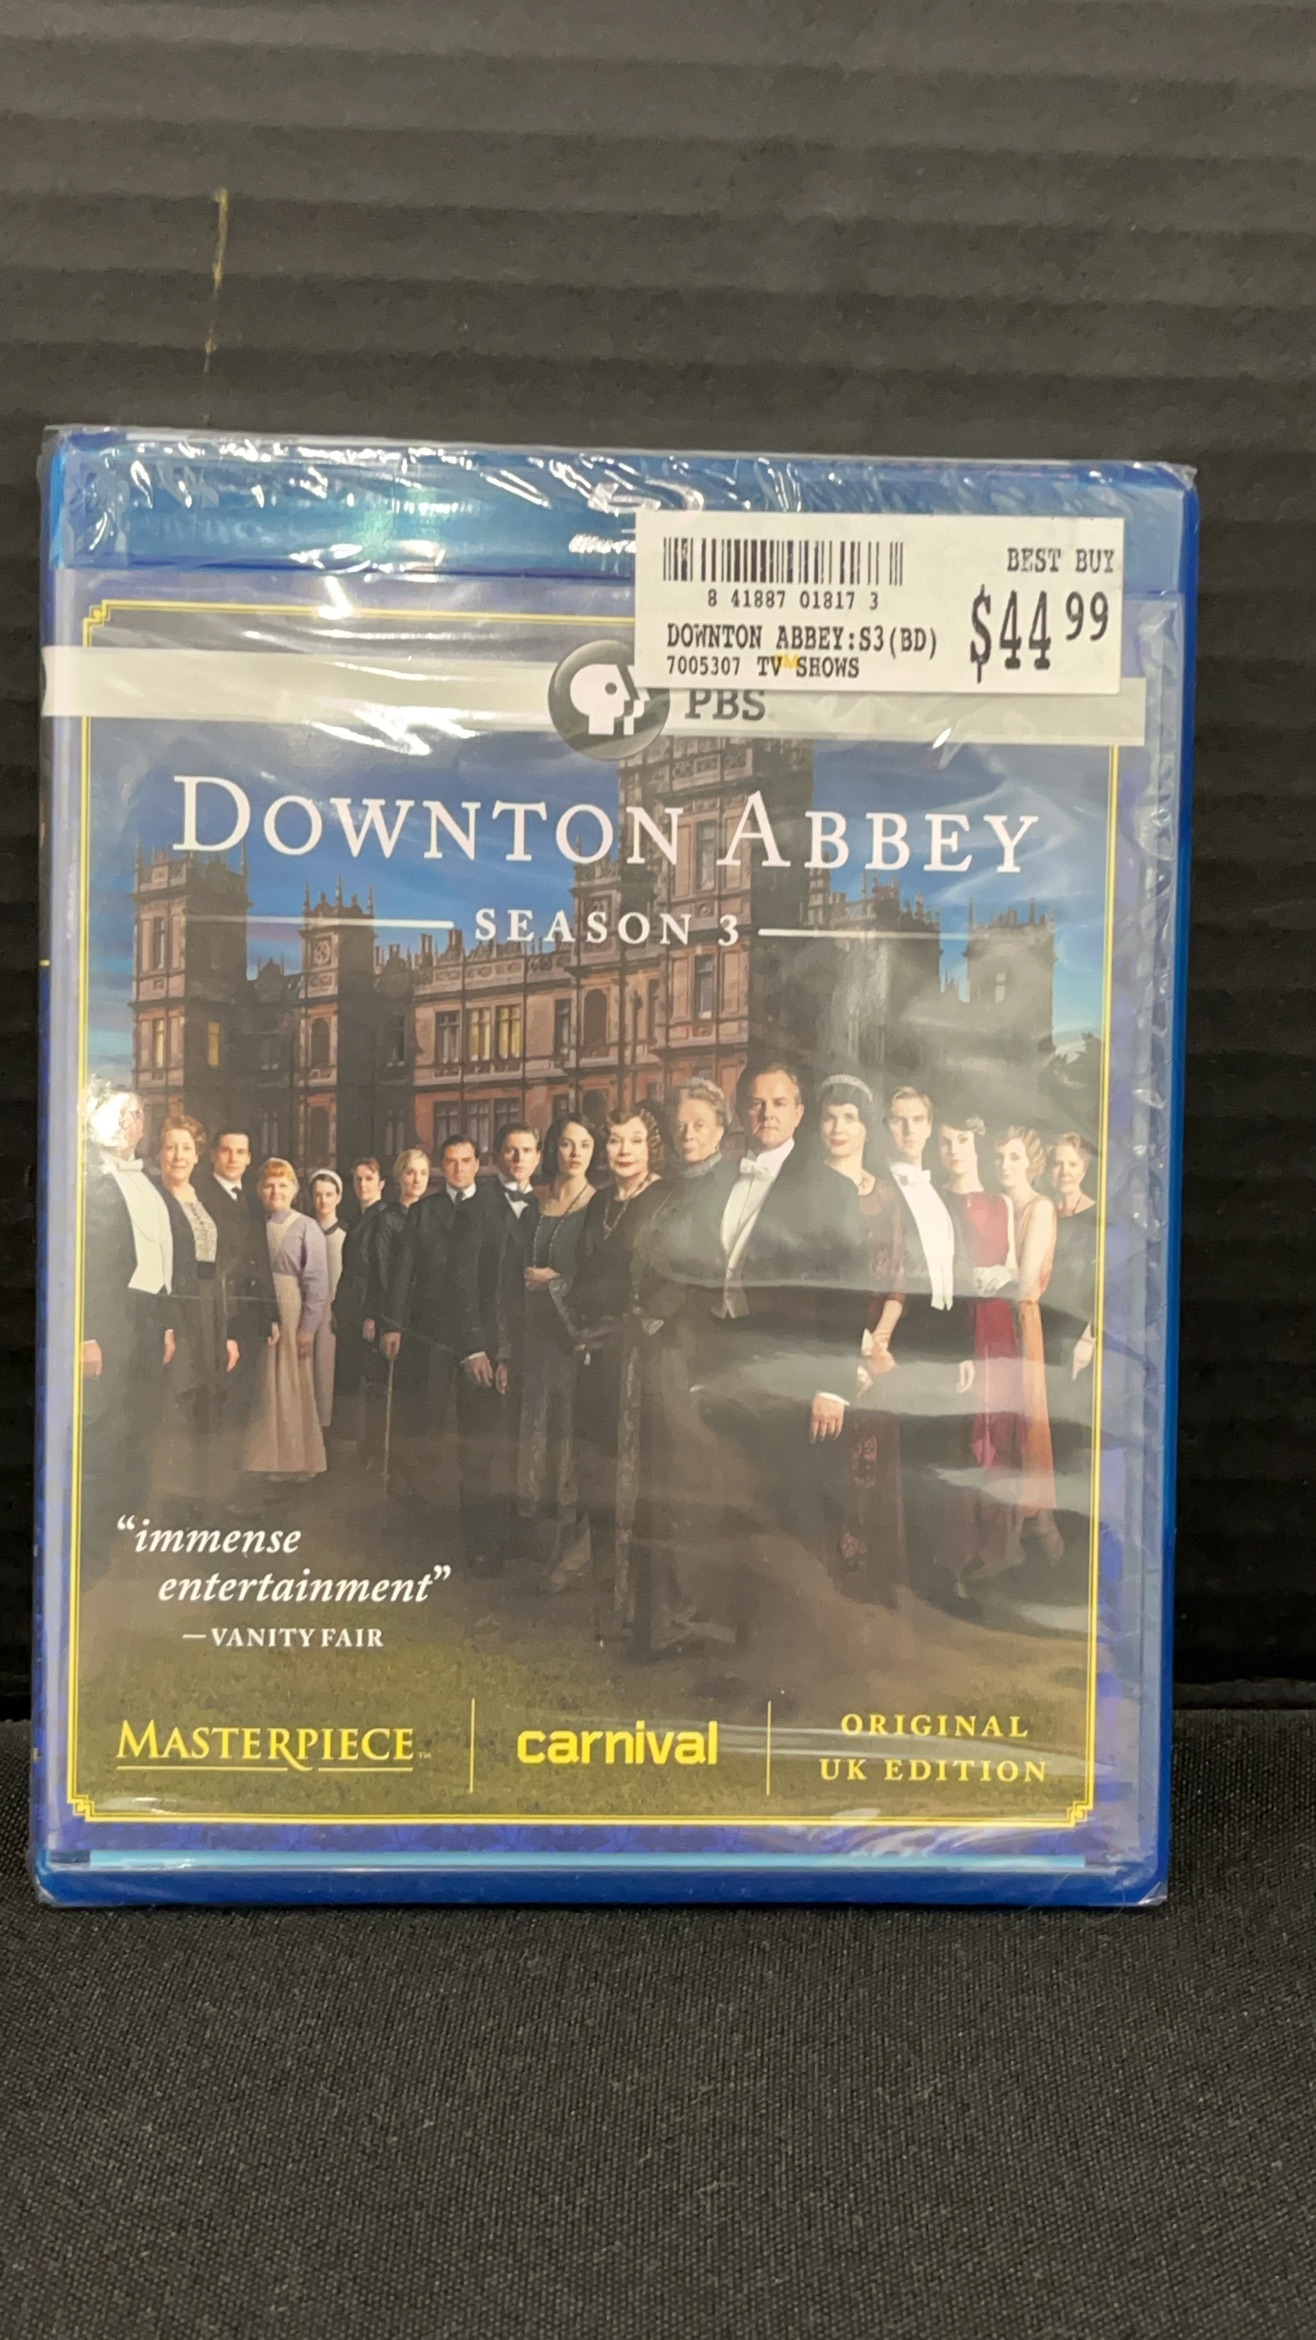 8 41887 01817 3
BEST BUY
$44 99
DOWNTON ABBEY:S3(BD)
7005307 TV SHOWS
PBS
DOWNTON ABBEY
SEASON 3
“immense
entertainment”
—VANITY FAIR
MASTERPIECE™
carnival
ORIGINAL
UK EDITION